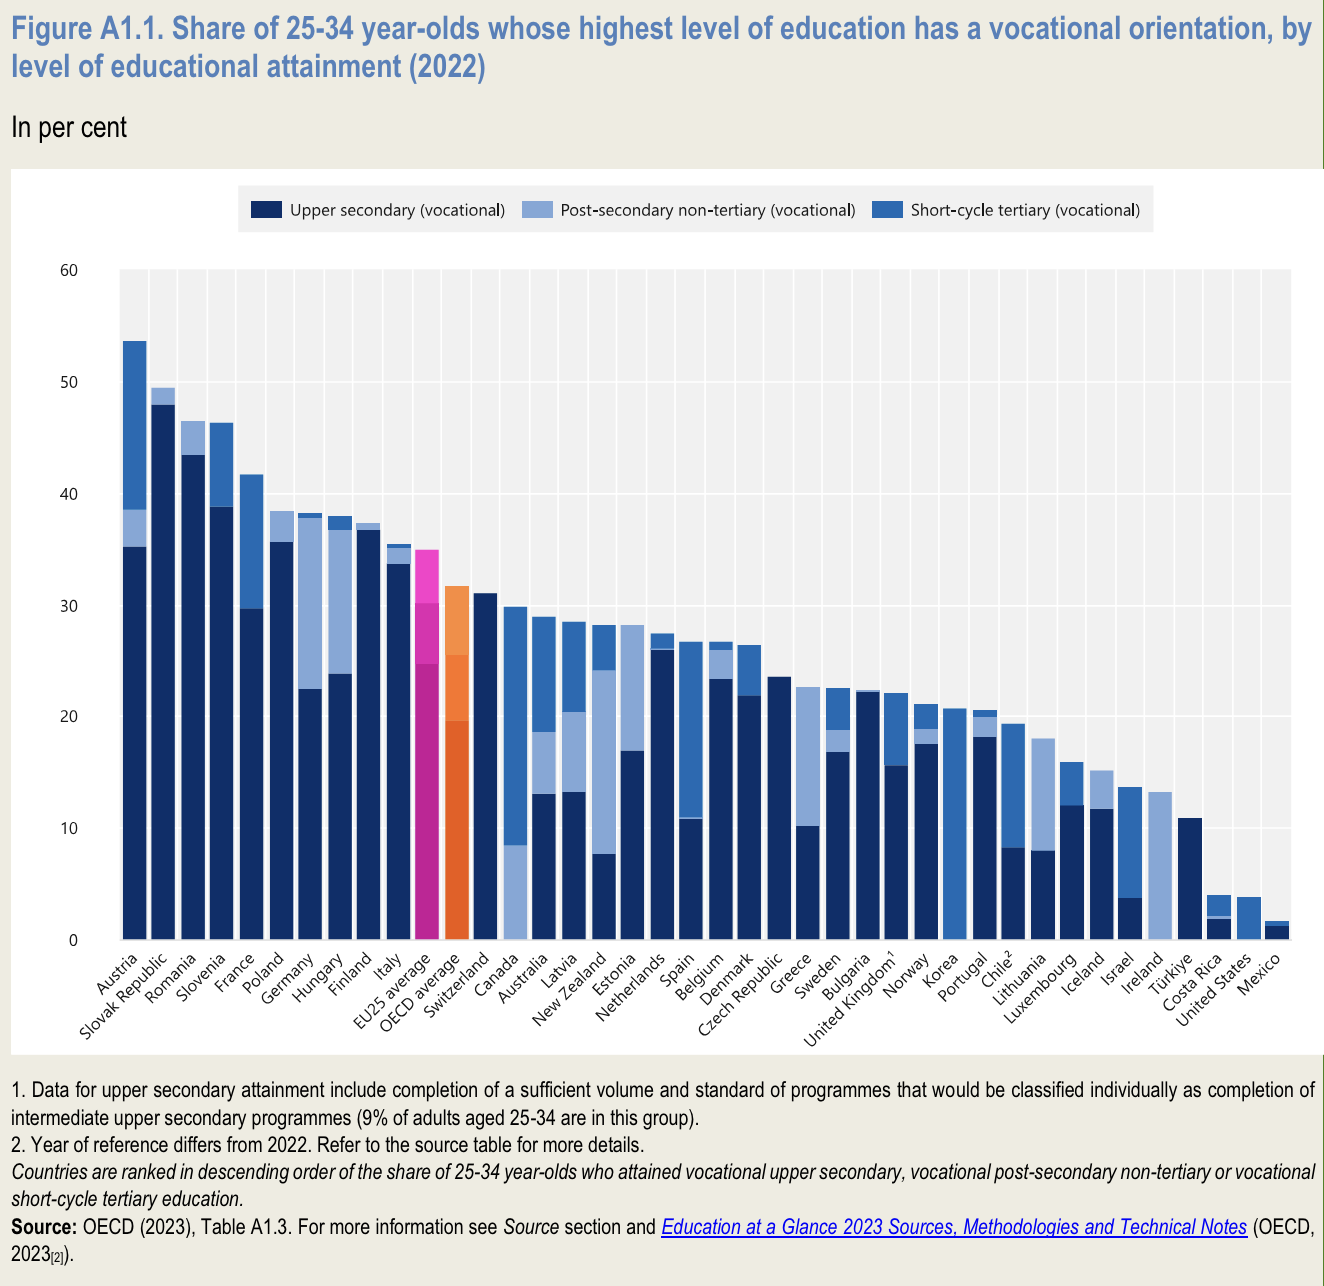 Figure A1.1. Share of 25-34 year-olds whose highest level of education has a vocational orientation, by
level of educational attainment (2022)
In per cent
Upper secondary (vocational)
Post-secondary non-tertiary (vocational)
Short-cycle tertiary (vocational)
60
50
40
30
20
10
0
Austria
Slovak Republic
Romania
Slovenia
France
Poland
Germany
Hungary
Finland
Italy
EU25 average
OECD average
Switzerland
Canada
Australia
Latvia
New Zealand
Estonia
Netherlands
Spain
Belgium
Denmark
Czech Republic
Greece
Sweden
Bulgaria
United Kingdom¹
Norway
Korea
Portugal
Chile²
Lithuania
Luxembourg
Iceland
Israel
Ireland
Türkiye
Costa Rica
United States
Mexico
1. Data for upper secondary attainment include completion of a sufficient volume and standard of programmes that would be classified individually as completion of
intermediate upper secondary programmes (9% of adults aged 25-34 are in this group).
2. Year of reference differs from 2022. Refer to the source table for more details.
Countries are ranked in descending order of the share of 25-34 year-olds who attained vocational upper secondary, vocational post-secondary non-tertiary or vocational
short-cycle tertiary education.
Source: OECD (2023), Table A1.3. For more information see Source section and Education at a Glance 2023 Sources, Methodologies and Technical Notes (OECD,
2023[2]).